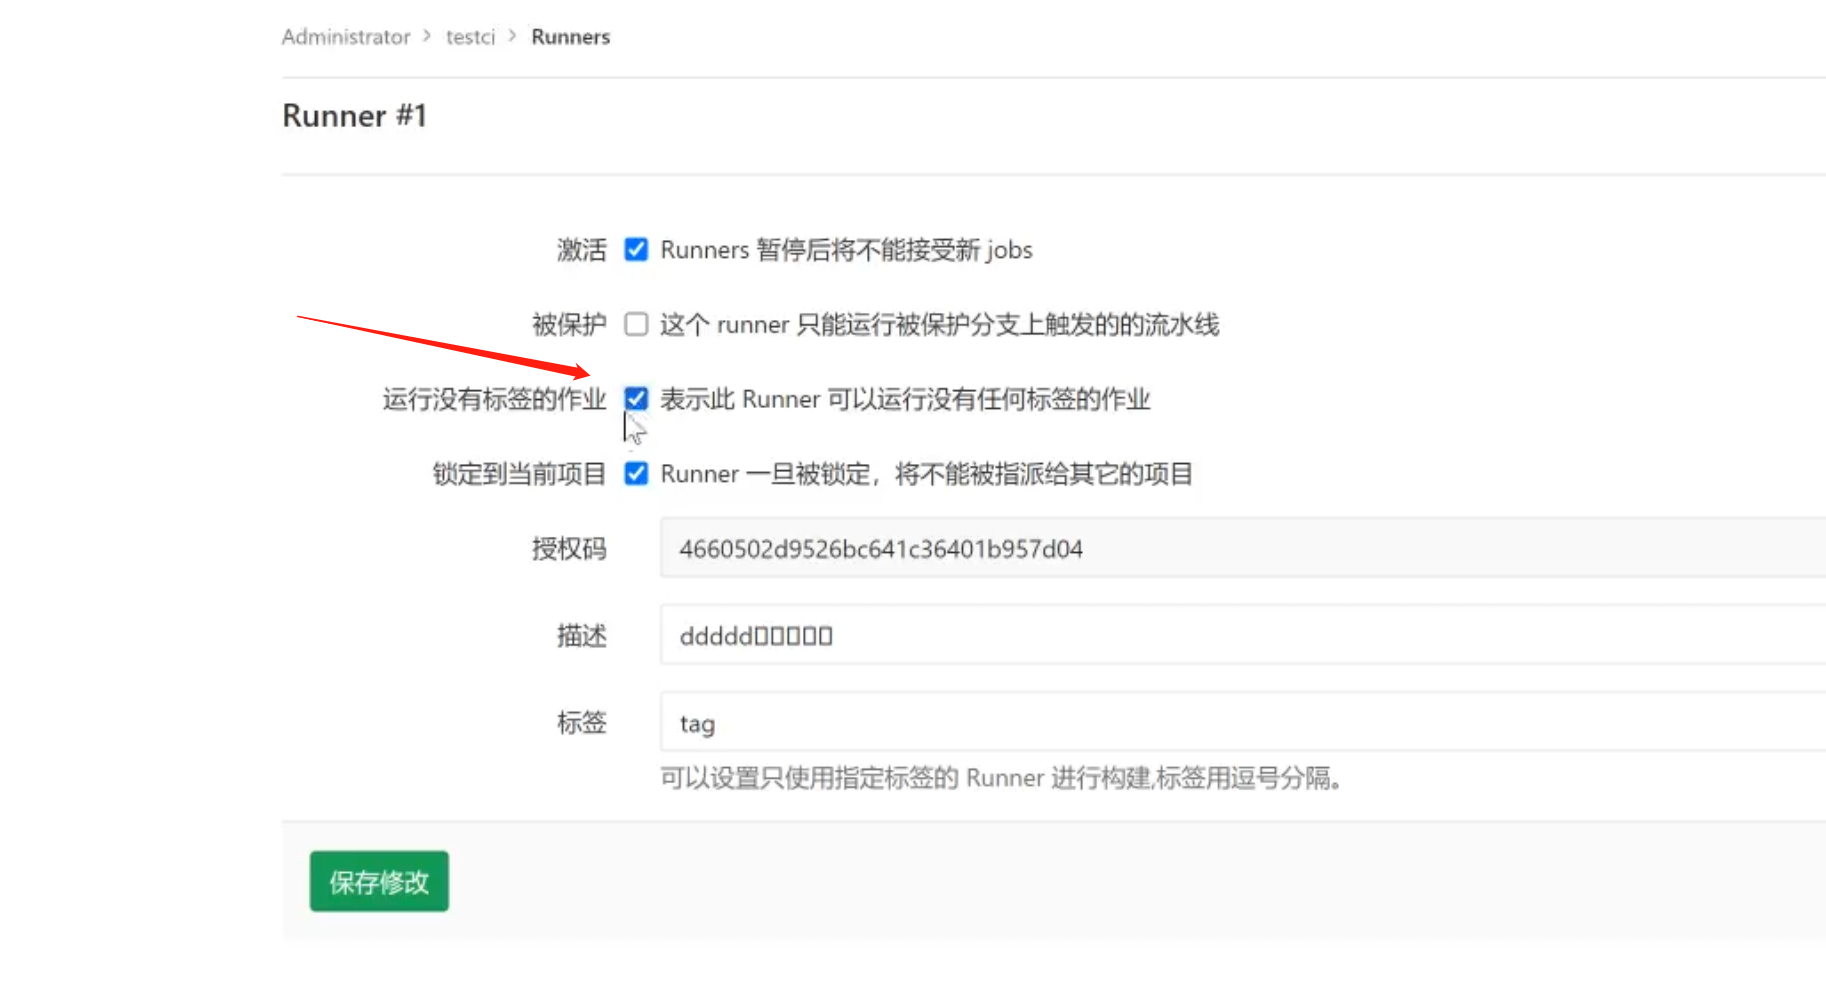 Administrator > testci > Runners
Runner #1
激活 Runners 暂停后将不能接受新 jobs
被保护 这个 runner 只能运行被保护分支上触发的的流水线
运行没有标签的作业 表示此 Runner 可以运行没有任何标签的作业
锁定到当前项目 Runner 一旦被锁定，将不能被指派给其它的项目
授权码 4660502d9526bc641c36401b957d04
描述 ddddd▯▯▯▯▯
标签 tag
可以设置只使用指定标签的 Runner 进行构建,标签用逗号分隔。
保存修改